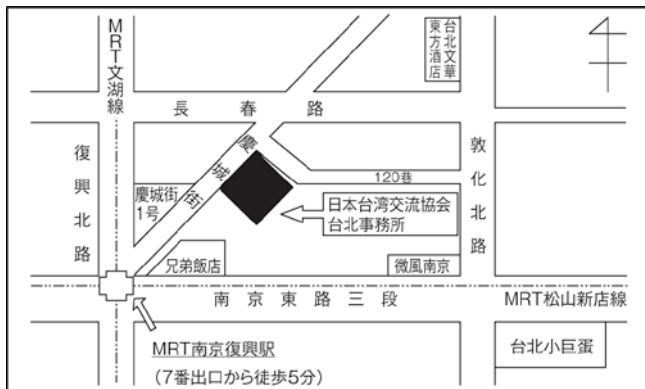 MRT文湖線
台北文華
東方酒店
長春路
復興北路
慶城街
敦化北路
120巷
慶城街
1号
日本台湾交流協会
台北事務所
兄弟飯店
微風南京
南京東路三段
MRT松山新店線
MRT南京復興駅
(7番出口から徒歩5分)
台北小巨蛋